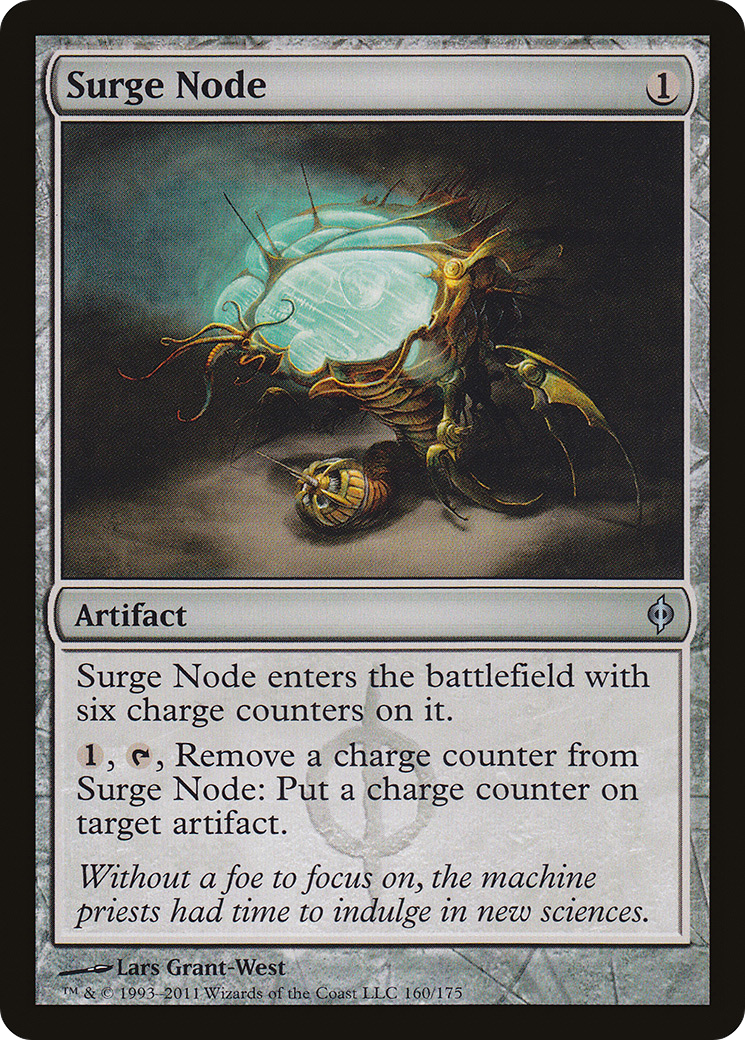 Surge Node
1
Artifact
Surge Node enters the battlefield with
six charge counters on it.
1, , Remove a charge counter from
Surge Node: Put a charge counter on
target artifact.
Without a foe to focus on, the machine
priests had time to indulge in new sciences.
Lars Grant-West
™ & © 1993–2011 Wizards of the Coast LLC 160/175